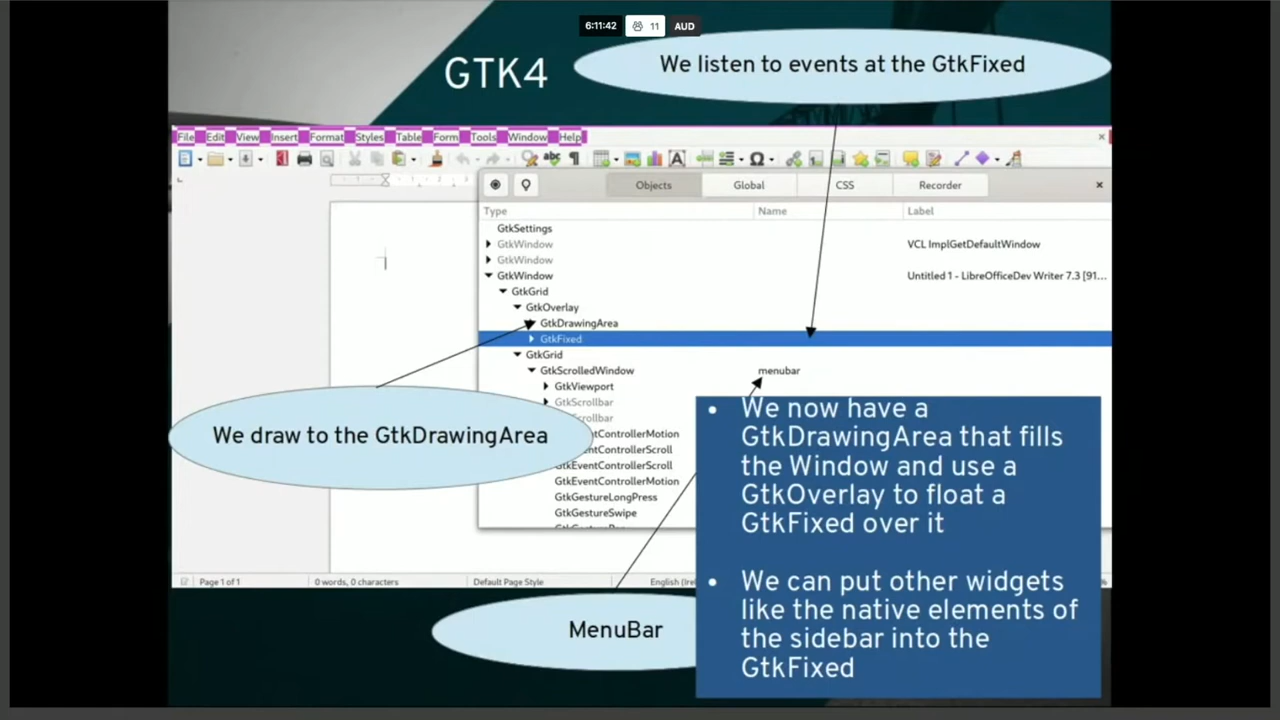 6:11:42 11 AUD
GTK4
We listen to events at the GtkFixed
File Edit View Insert Format Styles Table Form Tools Window Help
Objects Global CSS Recorder
Type Name Label
GtkSettings
GtkWindow VCL ImplGetDefaultWindow
GtkWindow
GtkWindow Untitled 1 - LibreOfficeDev Writer 7.3 [91...
GtkGrid
GtkOverlay
GtkDrawingArea
GtkFixed
GtkGrid
GtkScrolledWindow menubar
GtkViewport
GtkScrollbar
We draw to the GtkDrawingArea
GtkEventControllerScroll
GtkEventControllerMotion
GtkGestureLongPress
GtkGestureSwipe
• We now have a
GtkDrawingArea that fills
the Window and use a
GtkOverlay to float a
GtkFixed over it
• We can put other widgets
like the native elements of
the sidebar into the
GtkFixed
Page 1 of 1 0 words, 0 characters Default Page Style English
MenuBar